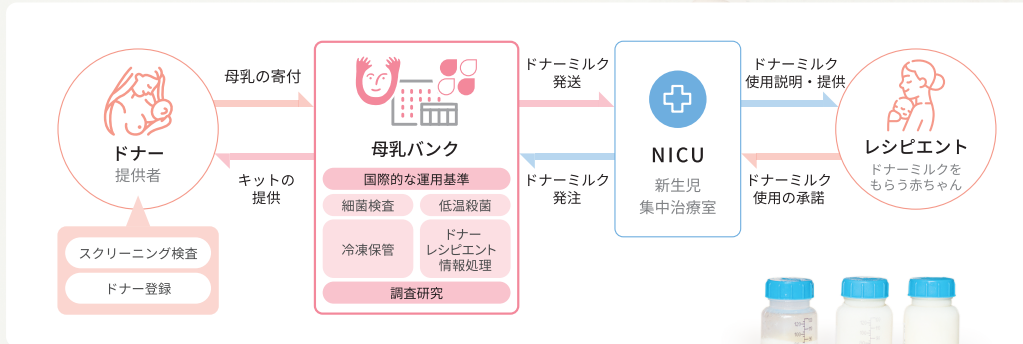 ドナー
提供者
スクリーニング検査
ドナー登録
母乳の寄付
キットの
提供
母乳バンク
国際的な運用基準
細菌検査
低温殺菌
冷凍保管
ドナー
レシピエント
情報処理
調査研究
ドナーミルク
発送
ドナーミルク
発注
NICU
新生児
集中治療室
ドナーミルク
使用説明・提供
ドナーミルク
使用の承諾
レシピエント
ドナーミルクを
もらう赤ちゃん